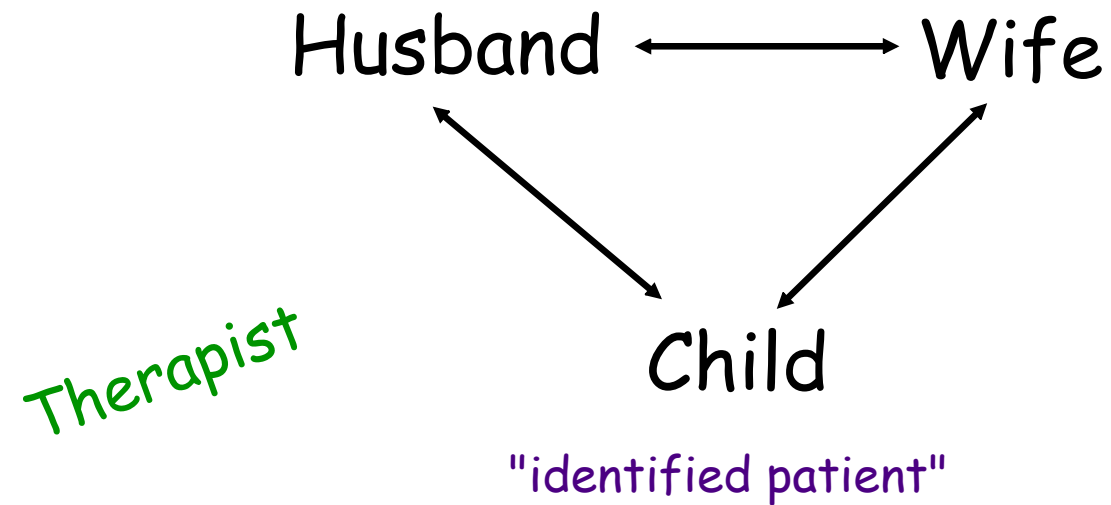 Husband
Wife
Therapist
Child
"identified patient"